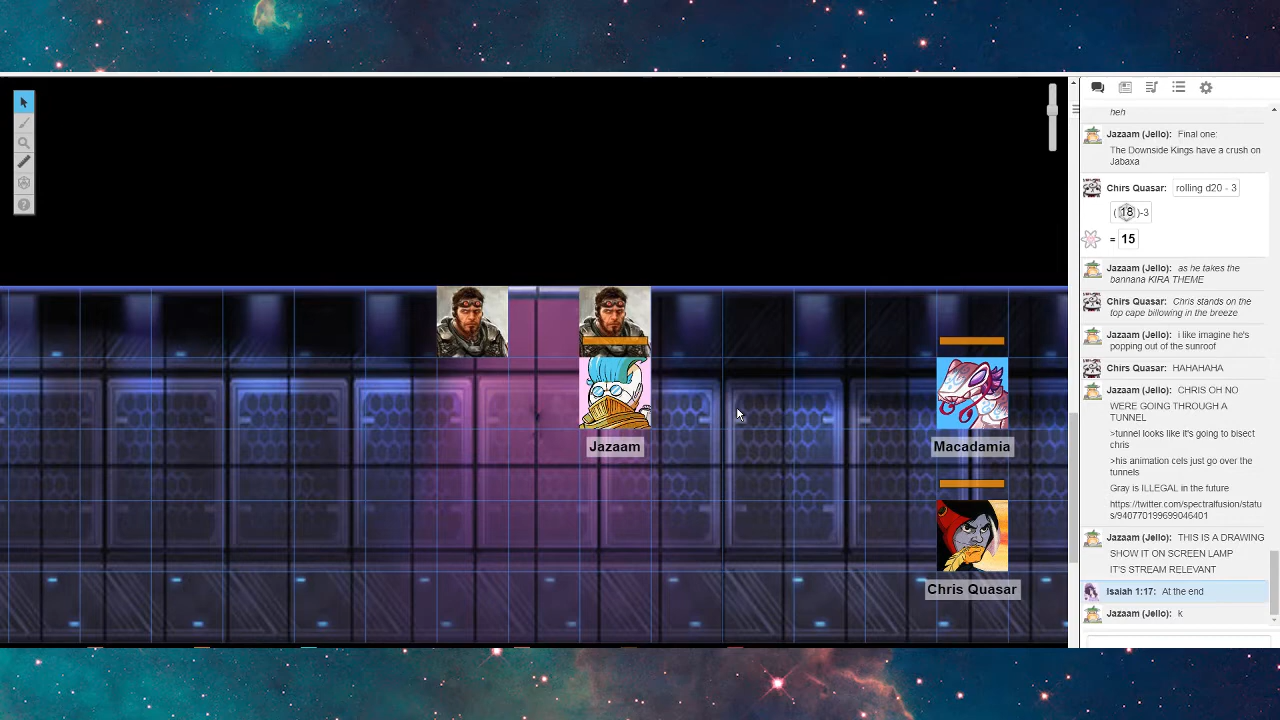 heh
Jazaam (Jello): Final one:
The Downside Kings have a crush on
Jabaxa
Chirs Quasar: rolling d20 - 3
(18)-3
= 15
Jazaam (Jello): as he takes the
bannana KIRA THEME
Chirs Quasar: Chris stands on the
top cape billowing in the breeze
Jazaam (Jello): i like imagine he's
popping out of the sunroof
Chirs Quasar: HAHAHAHA
Jazaam (Jello): CHRIS OH NO
WERE GOING THROUGH A
TUNNEL
>tunnel looks like it's going to bisect
chris
>his animation cels just go over the
tunnels
Gray is ILLEGAL in the future
https://twitter.com/spectralfusion/statu
s/940770199699046401
Jazaam (Jello): THIS IS A DRAWING
SHOW IT ON SCREEN LAMP
IT'S STREAM RELEVANT
Isaiah 1:17: At the end
Jazaam (Jello): k
Jazaam
Macadamia
Chris Quasar